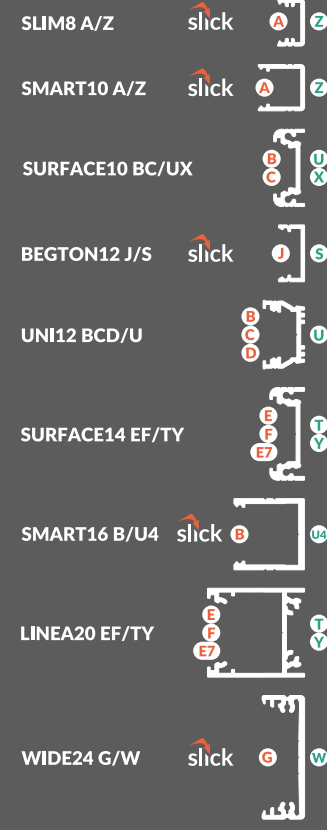 SLIM8 A/Z slick A Z
SMART10 A/Z slick A Z
SURFACE10 BC/UX B U
C X
BEGTON12 J/S slick J S
UNI12 BCD/U B
C U
D
SURFACE14 EF/TY E T
F Y
E7
SMART16 B/U4 slick B U4
LINEA20 EF/TY E T
F Y
E7
WIDE24 G/W slick G W